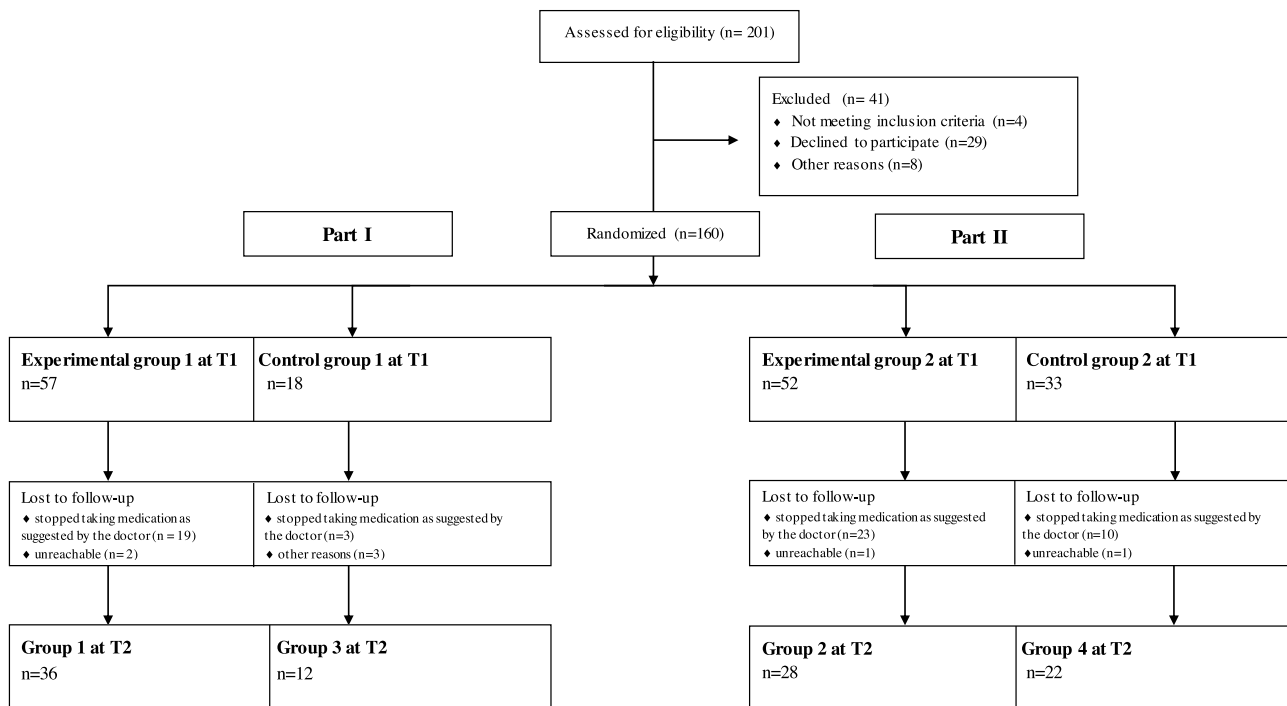 Assessed for eligibility (n= 201)
Excluded (n= 41)
♦ Not meeting inclusion criteria (n=4)
♦ Declined to participate (n=29)
♦ Other reasons (n=8)
Part I
Randomized (n=160)
Part II
Experimental group 1 at T1
n=57
Control group 1 at T1
n=18
Experimental group 2 at T1
n=52
Control group 2 at T1
n=33
Lost to follow-up
♦ stopped taking medication as
suggested by the doctor (n = 19)
♦ unreachable (n= 2)
Lost to follow-up
♦ stopped taking medication as suggested by
the doctor (n=3)
♦ other reasons (n=3)
Lost to follow-up
♦ stopped taking medication as suggested
by the doctor (n=23)
♦ unreachable (n=1)
Lost to follow-up
♦ stopped taking medication as suggested by
the doctor (n=10)
♦unreachable (n=1)
Group 1 at T2
n=36
Group 3 at T2
n=12
Group 2 at T2
n=28
Group 4 at T2
n=22